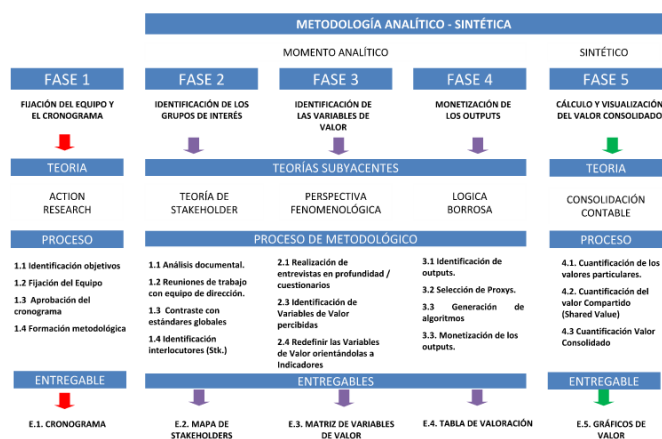 METODOLOGÍA ANALÍTICO - SINTÉTICA
MOMENTO ANALÍTICO
SINTÉTICO
FASE 1
FASE 2
FASE 3
FASE 4
FASE 5
FIJACIÓN DEL EQUIPO Y
EL CRONOGRAMA
IDENTIFICACIÓN DE LOS
GRUPOS DE INTERÉS
IDENTIFICACIÓN DE
LAS VARIABLES DE
VALOR
MONETIZACIÓN DE
LOS OUTPUTS
CÁLCULO Y VISUALIZACIÓN
DEL VALOR CONSOLIDADO
TEORIA
TEORÍAS SUBYACENTES
TEORIA
ACTION
RESEARCH
TEORÍA DE
STAKEHOLDER
PERSPECTIVA
FENOMENOLÓGICA
LOGICA
BORROSA
CONSOLIDACIÓN
CONTABLE
PROCESO
PROCESO DE METODOLÓGICO
PROCESO
1.1 Identificación objetivos
1.2 Fijación del Equipo
1.3 Aprobación del
cronograma
1.4 Formación metodológica
1.1 Análisis documental.
1.2 Reuniones de trabajo
con equipo de dirección.
1.3 Contraste con
estándares globales
1.4 Identificación
interlocutores (Stk.)
2.1 Realización de
entrevistas en profundidad /
cuestionarios
2.3 Identificación de
Variables de Valor
percibidas
2.4 Redefinir las Variables
de Valor orientándolas a
Indicadores
3.1 Identificación de
outputs.
3.2 Selección de Proxys.
3.3 Generación de
algoritmos
3.3. Monetización de los
outputs.
4.1. Cuantificación de los
valores particulares.
4.2. Cuantificación del
valor Compartido
(Shared Value)
4.3 Cuantificación Valor
Consolidado
ENTREGABLE
ENTREGABLES
ENTREGABLE
E.1. CRONOGRAMA
E.2. MAPA DE
STAKEHOLDERS
E.3. MATRIZ DE VARIABLES
DE VALOR
E.4. TABLA DE VALORACIÓN
E.5. GRÁFICOS DE
VALOR